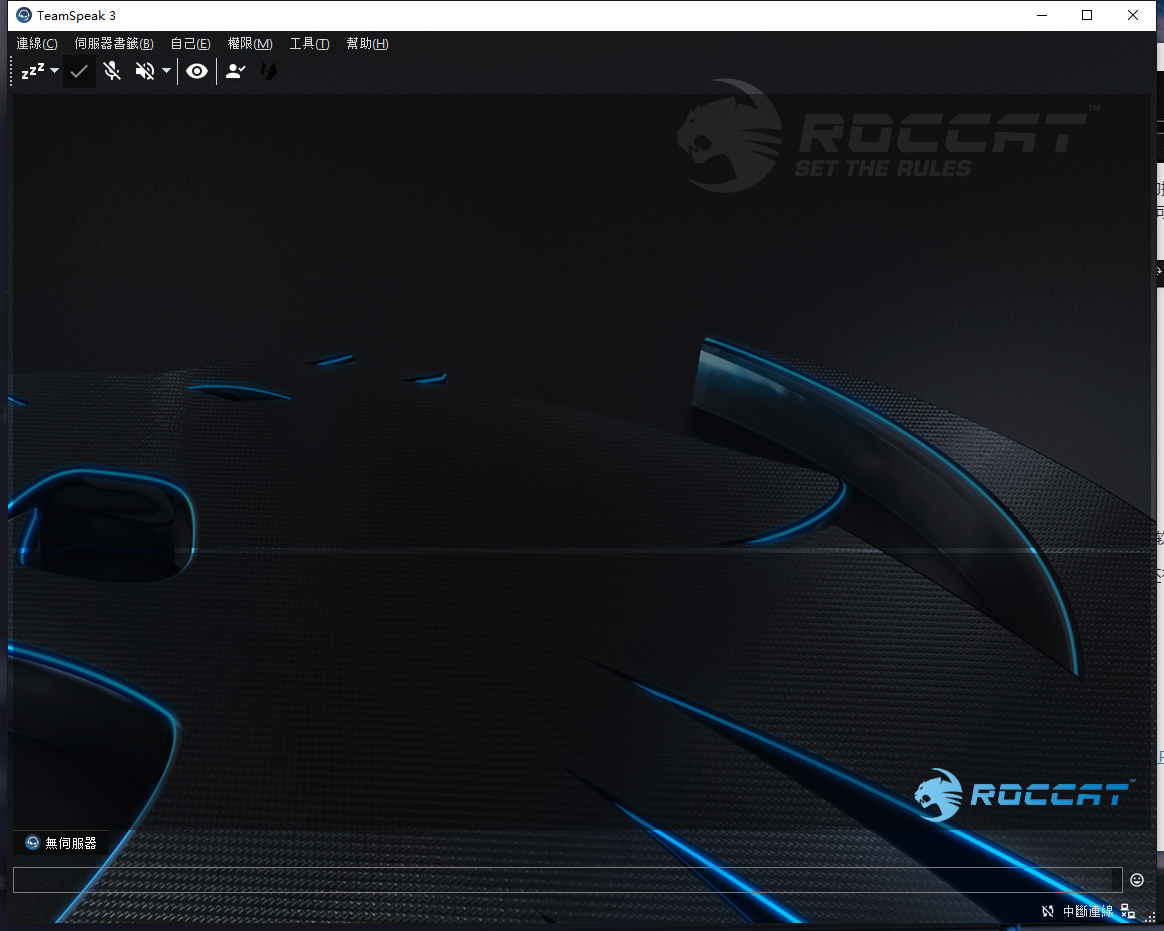 TeamSpeak 3
連線(C) 伺服器書籤(B) 自己(E) 權限(M) 工具(T) 幫助(H)
zzz
ROCCAT™
SET THE RULES
ROCCAT™
無伺服器
中斷連線